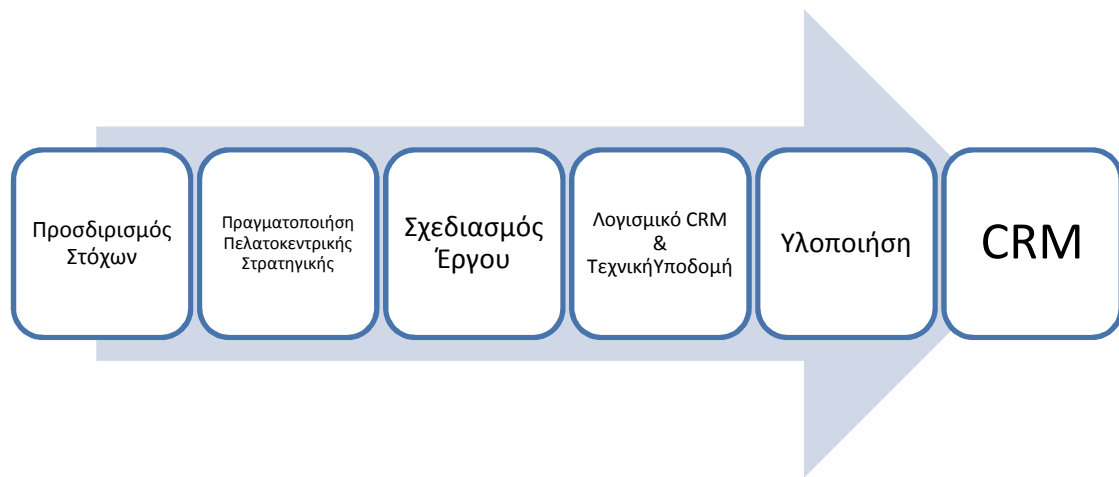 Προσδιρισμός
Στόχων
Πραγματοποιήση
Πελατοκεντρικής
Στρατηγικής
Σχεδιασμός
Έργου
Λογισμικό CRM
&
ΤεχνικήΥποδομή
Υλοποιήση
CRM